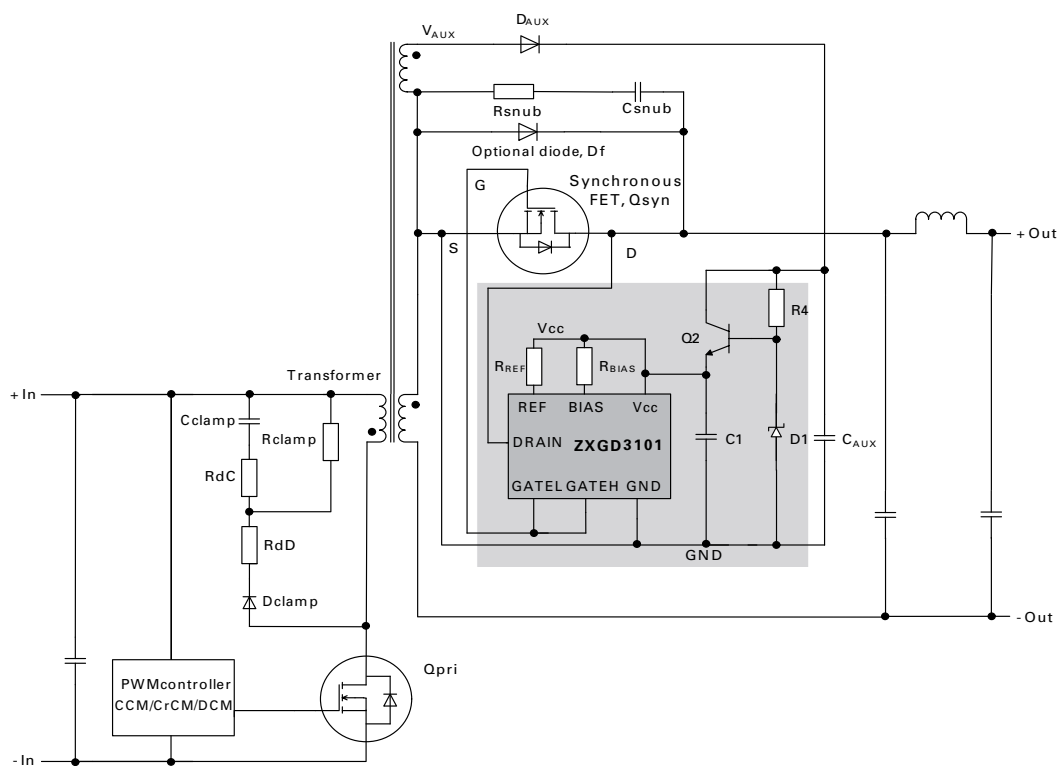 DAUX
VAUX
Rsnub
Csnub
Optional diode, Df
G
Synchronous
FET, Qsyn
S
D
+Out
R4
Vcc
Q2
RREF
RBIAS
Transformer
+In
REF
BIAS
Vcc
Cclamp
Rclamp
DRAIN
ZXGD3101
C1
D1
CAUX
RdC
GATEL
GATEH
GND
RdD
GND
Dclamp
-Out
Qpri
PWMcontroller
CCM/CrCM/DCM
-In